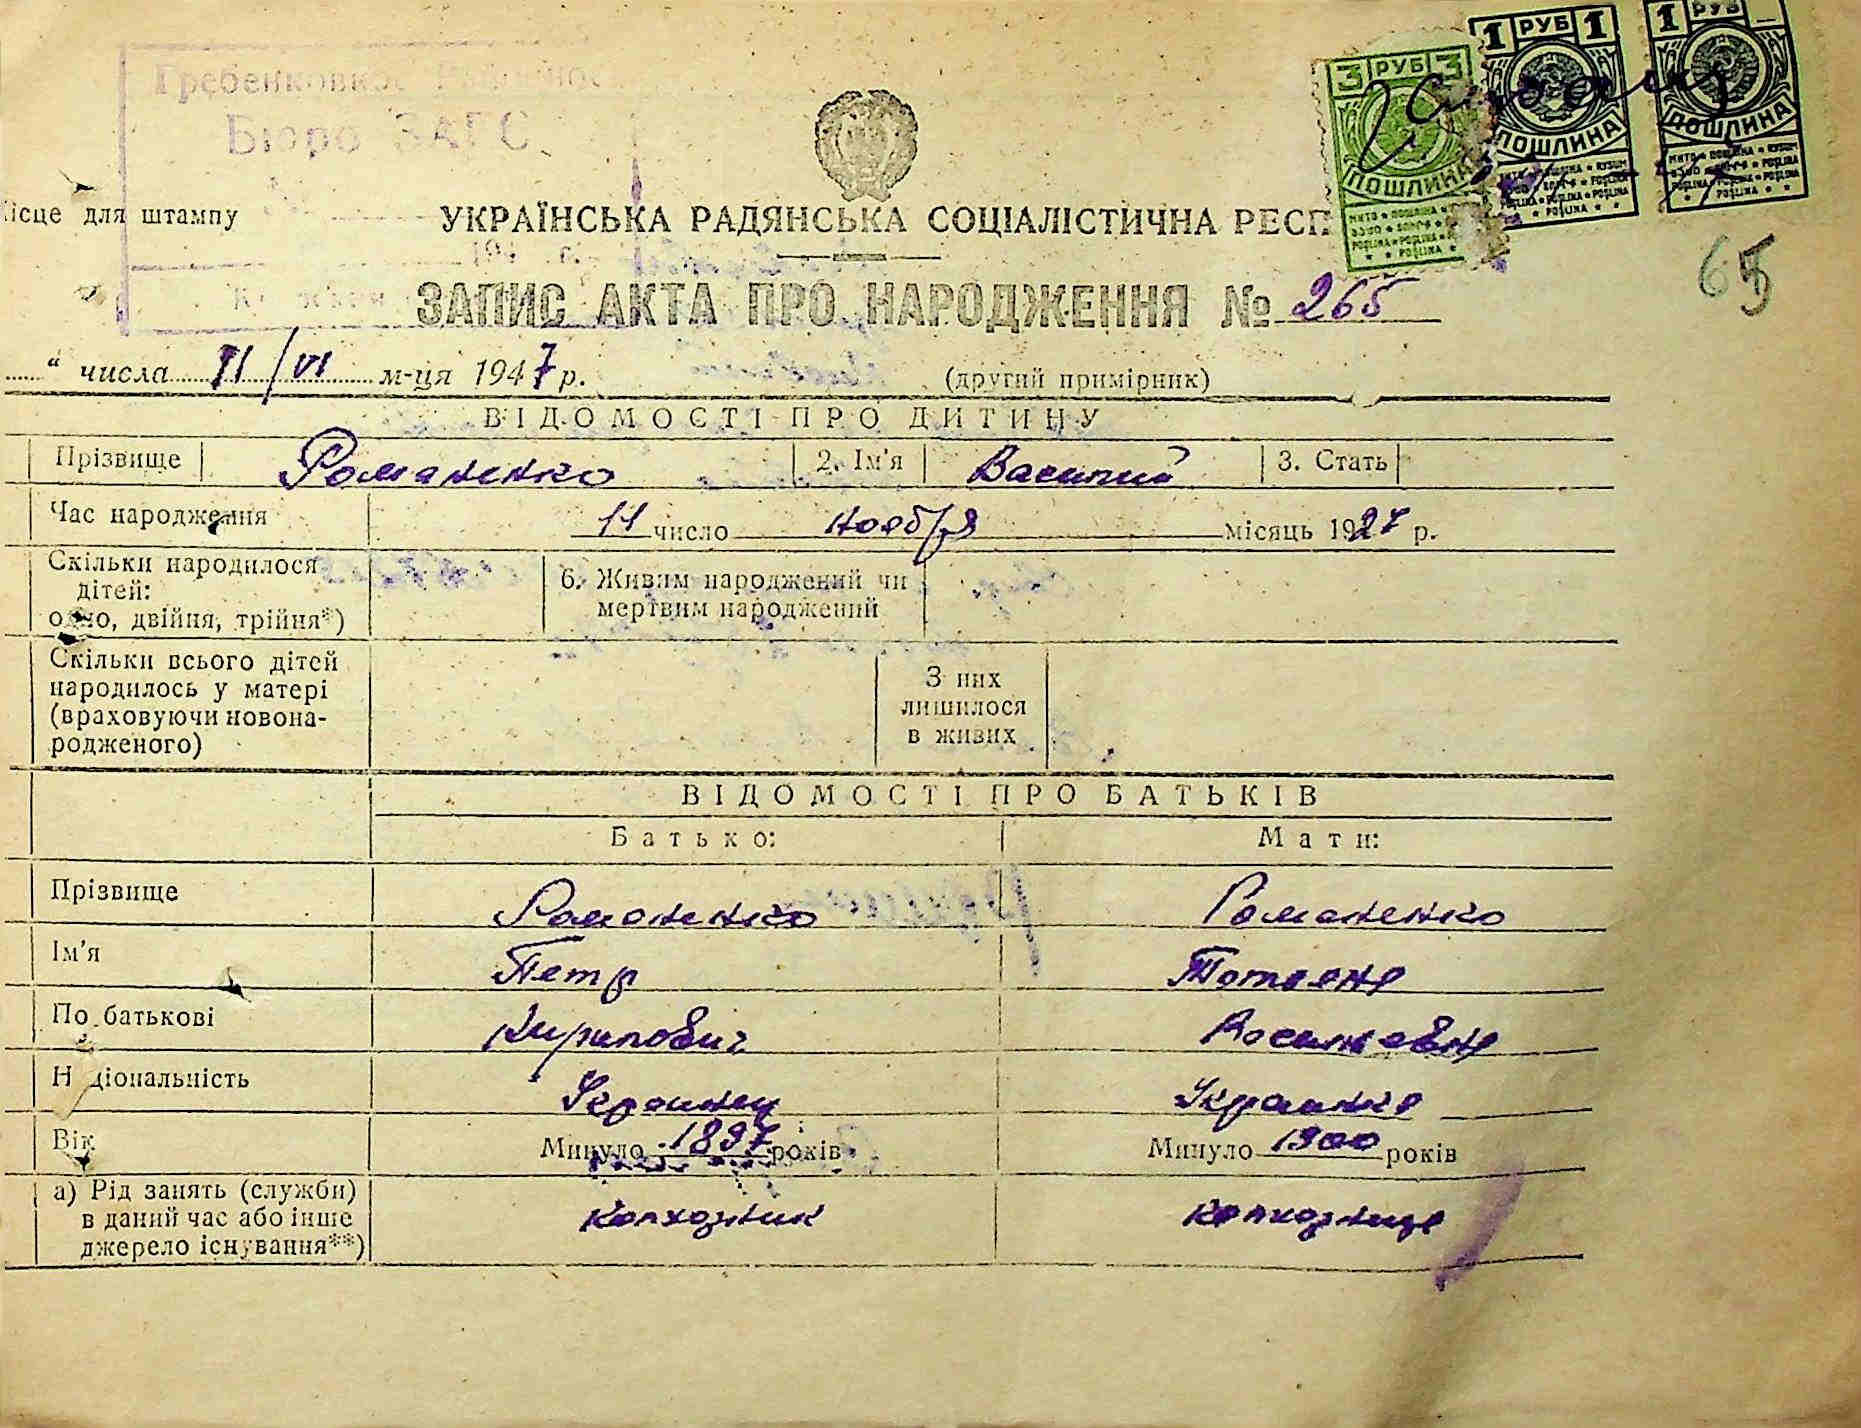 Бюро ЗАГС
3 РУБ 3
1 РУБ 1
1 РУБ
ПОШЛИНА
ПОШЛИНА
ПОШЛИНА
ісце для штампу
УКРАЇНСЬКА РАДЯНСЬКА СОЦІАЛІСТИЧНА РЕСП
65
ЗАПИС АКТА ПРО НАРОДЖЕННЯ № 265
“ числа 11/VI м-ця 1947 р. (другий примірник)
ВІДОМОСТІ ПРО ДИТИНУ
Прізвище Романенко 2. Ім'я Василий 3. Стать
Час народження 11 число ноября місяць 1927 р.
Скільки народилося
дітей:
одно, двійня, трійня*)
6. Живим народжений чи
мертвим народжений
Скільки всього дітей
народилось у матері
(враховуючи новона-
родженого)
З них
лишилося
в живих
ВІДОМОСТІ ПРО БАТЬКІВ
Батько: Мати:
Прізвище Романенко Романенко
Ім'я Петр Татьяна
По батькові Кирилович Васильевна
Національність Украинец Украинка
Вік Минуло 1897 років Минуло 1900 років
а) Рід занять (служби)
в даний час або інше
джерело існування**)
колхозник колхозница